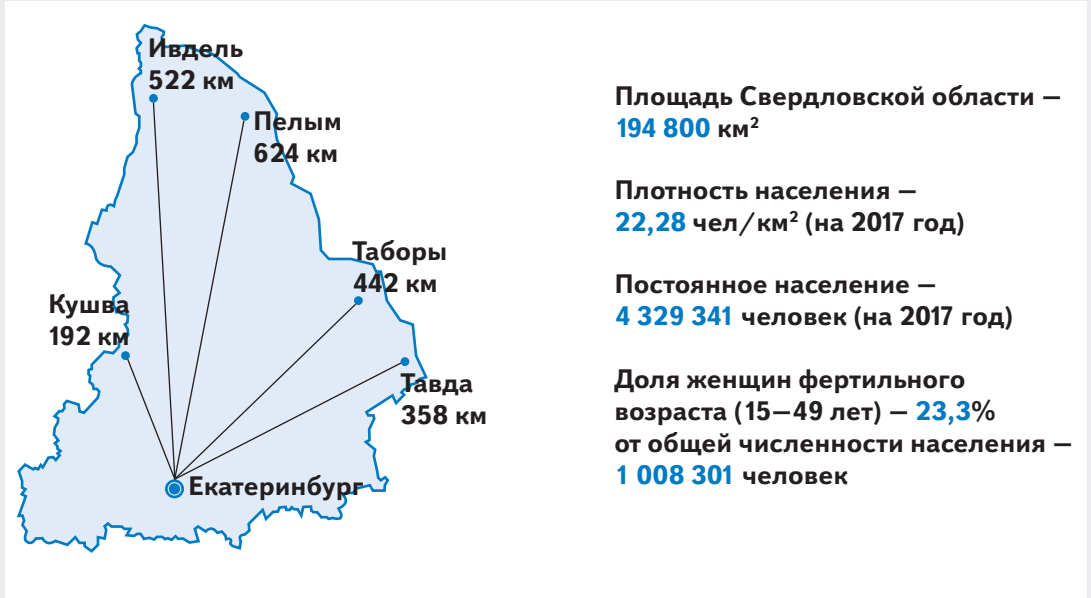 Ивдель
522 км
Пелым
624 км
Таборы
442 км
Кушва
192 км
Тавда
358 км
Екатеринбург
Площадь Свердловской области —
194 800 км²
Плотность населения —
22,28 чел/км² (на 2017 год)
Постоянное население —
4 329 341 человек (на 2017 год)
Доля женщин фертильного
возраста (15—49 лет) — 23,3%
от общей численности населения —
1 008 301 человек